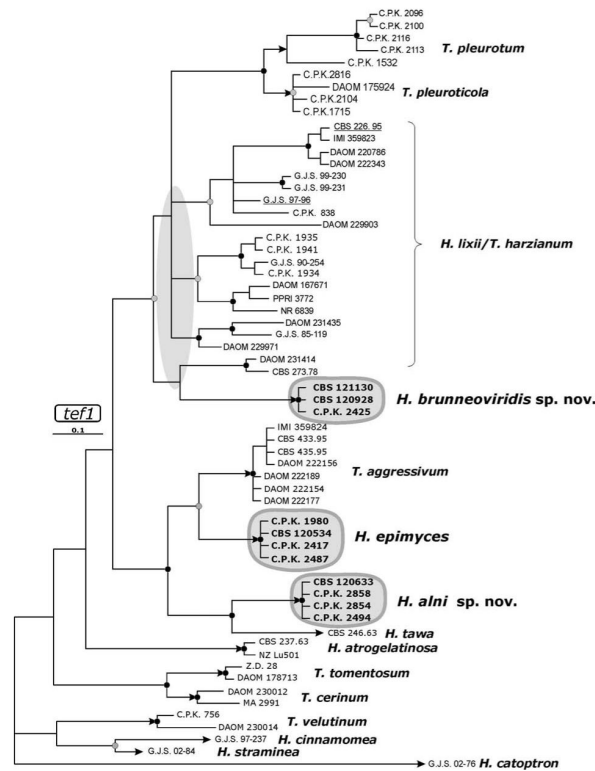 C.P.K. 2096
C.P.K. 2100
C.P.K. 2116
C.P.K. 2113
T. pleurotum
C.P.K. 1532
C.P.K.2816
DAOM 175924
T. pleuroticola
C.P.K.2104
C.P.K.1715
CBS 226. 95
IMI 359823
DAOM 220786
DAOM 222343
G.J.S. 99-230
G.J.S. 99-231
G.J.S. 97-96
C.P.K. 838
DAOM 229903
C.P.K. 1935
C.P.K. 1941
H. lixii/T. harzianum
G.J.S. 90-254
C.P.K. 1934
DAOM 167671
PPRI 3772
NR 6839
DAOM 231435
G.J.S. 85-119
DAOM 229971
DAOM 231414
CBS 273.78
CBS 121130
CBS 120928
H. brunneoviridis sp. nov.
C.P.K. 2425
tef1
0.1
IMI 359824
CBS 433.95
CBS 435.95
DAOM 222156
T. aggressivum
DAOM 222189
DAOM 222154
DAOM 222177
C.P.K. 1980
CBS 120534
H. epimyces
C.P.K. 2417
C.P.K. 2487
CBS 120633
C.P.K. 2858
H. alni sp. nov.
C.P.K. 2854
C.P.K. 2494
CBS 246.63
H. tawa
CBS 237.63
H. atrogelatinosa
NZ Lu501
Z.D. 28
T. tomentosum
DAOM 178713
DAOM 230012
T. cerinum
MA 2991
C.P.K. 756
T. velutinum
DAOM 230014
G.J.S. 97-237
H. cinnamomea
G.J.S. 02-84
H. straminea
G.J.S. 02-76
H. catoptron